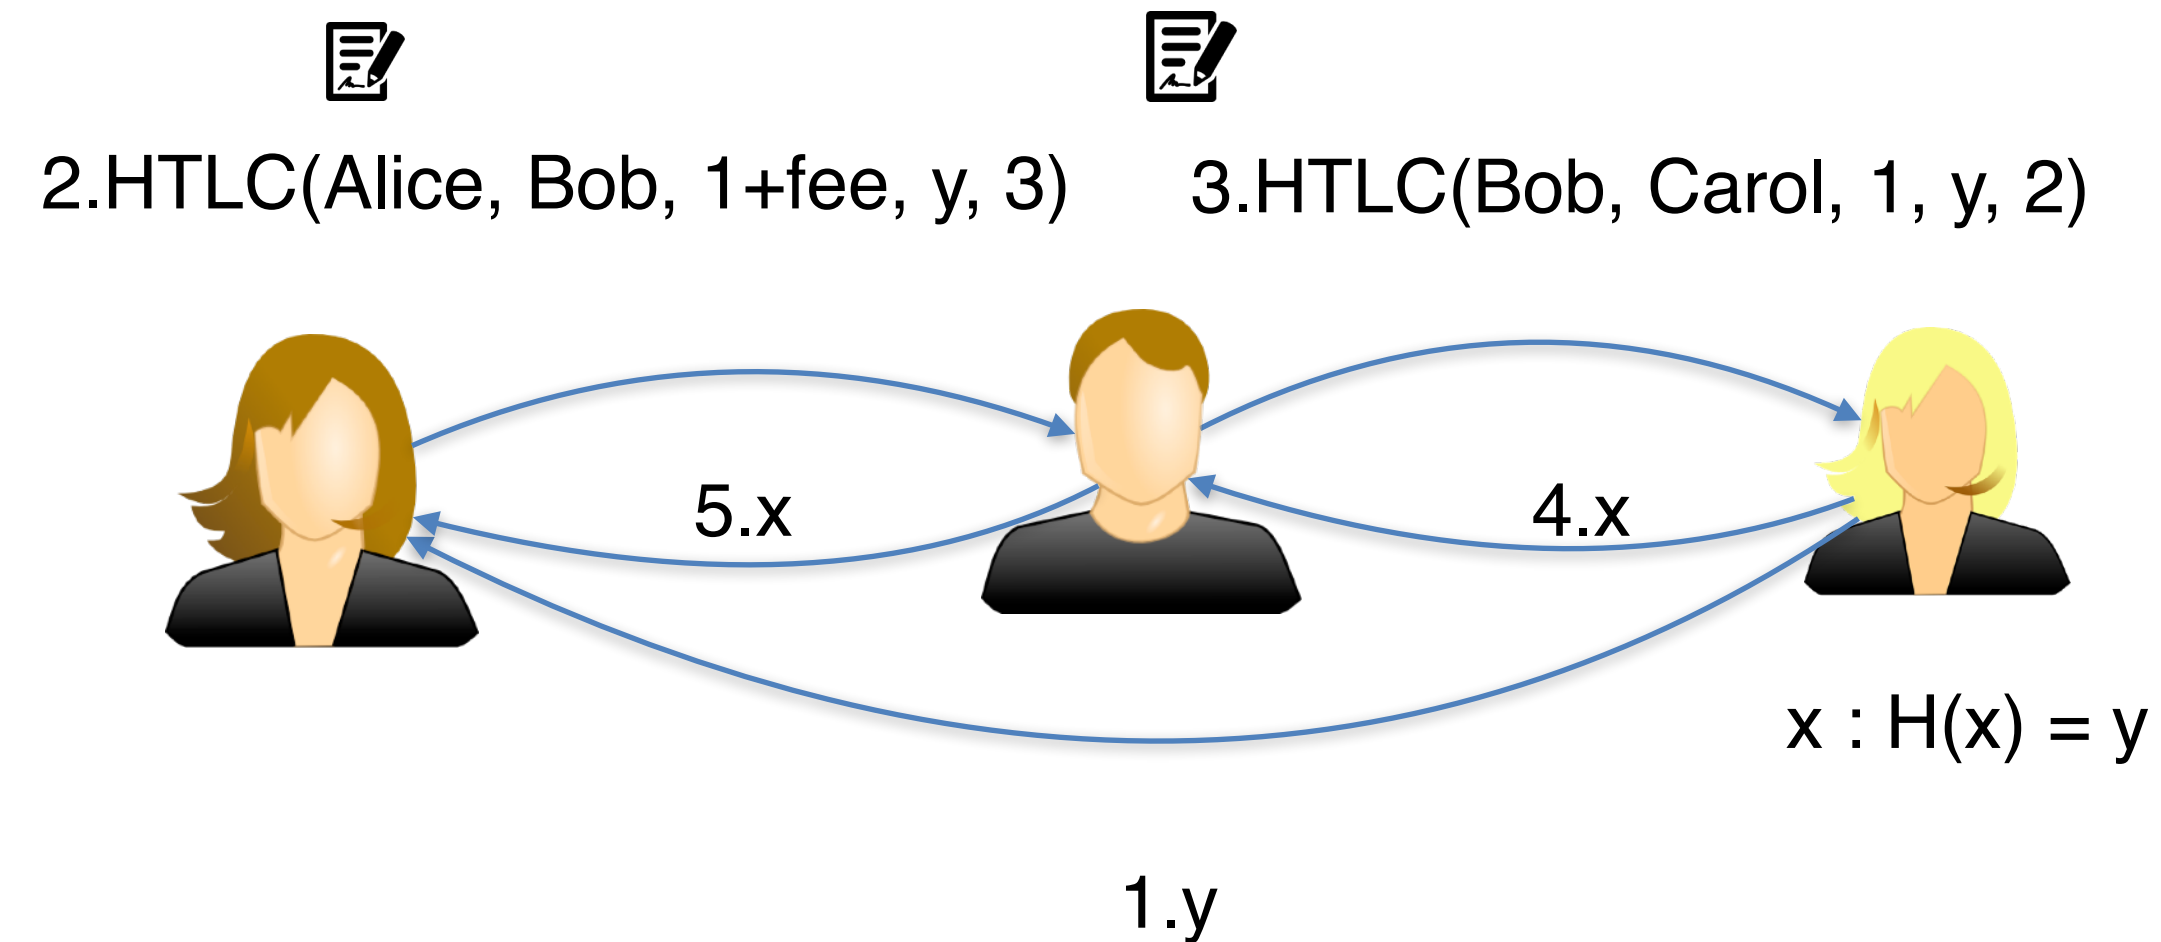 2.HTLC(Alice, Bob, 1+fee, y, 3)
3.HTLC(Bob, Carol, 1, y, 2)
5.x
4.x
x : H(x) = y
1.y